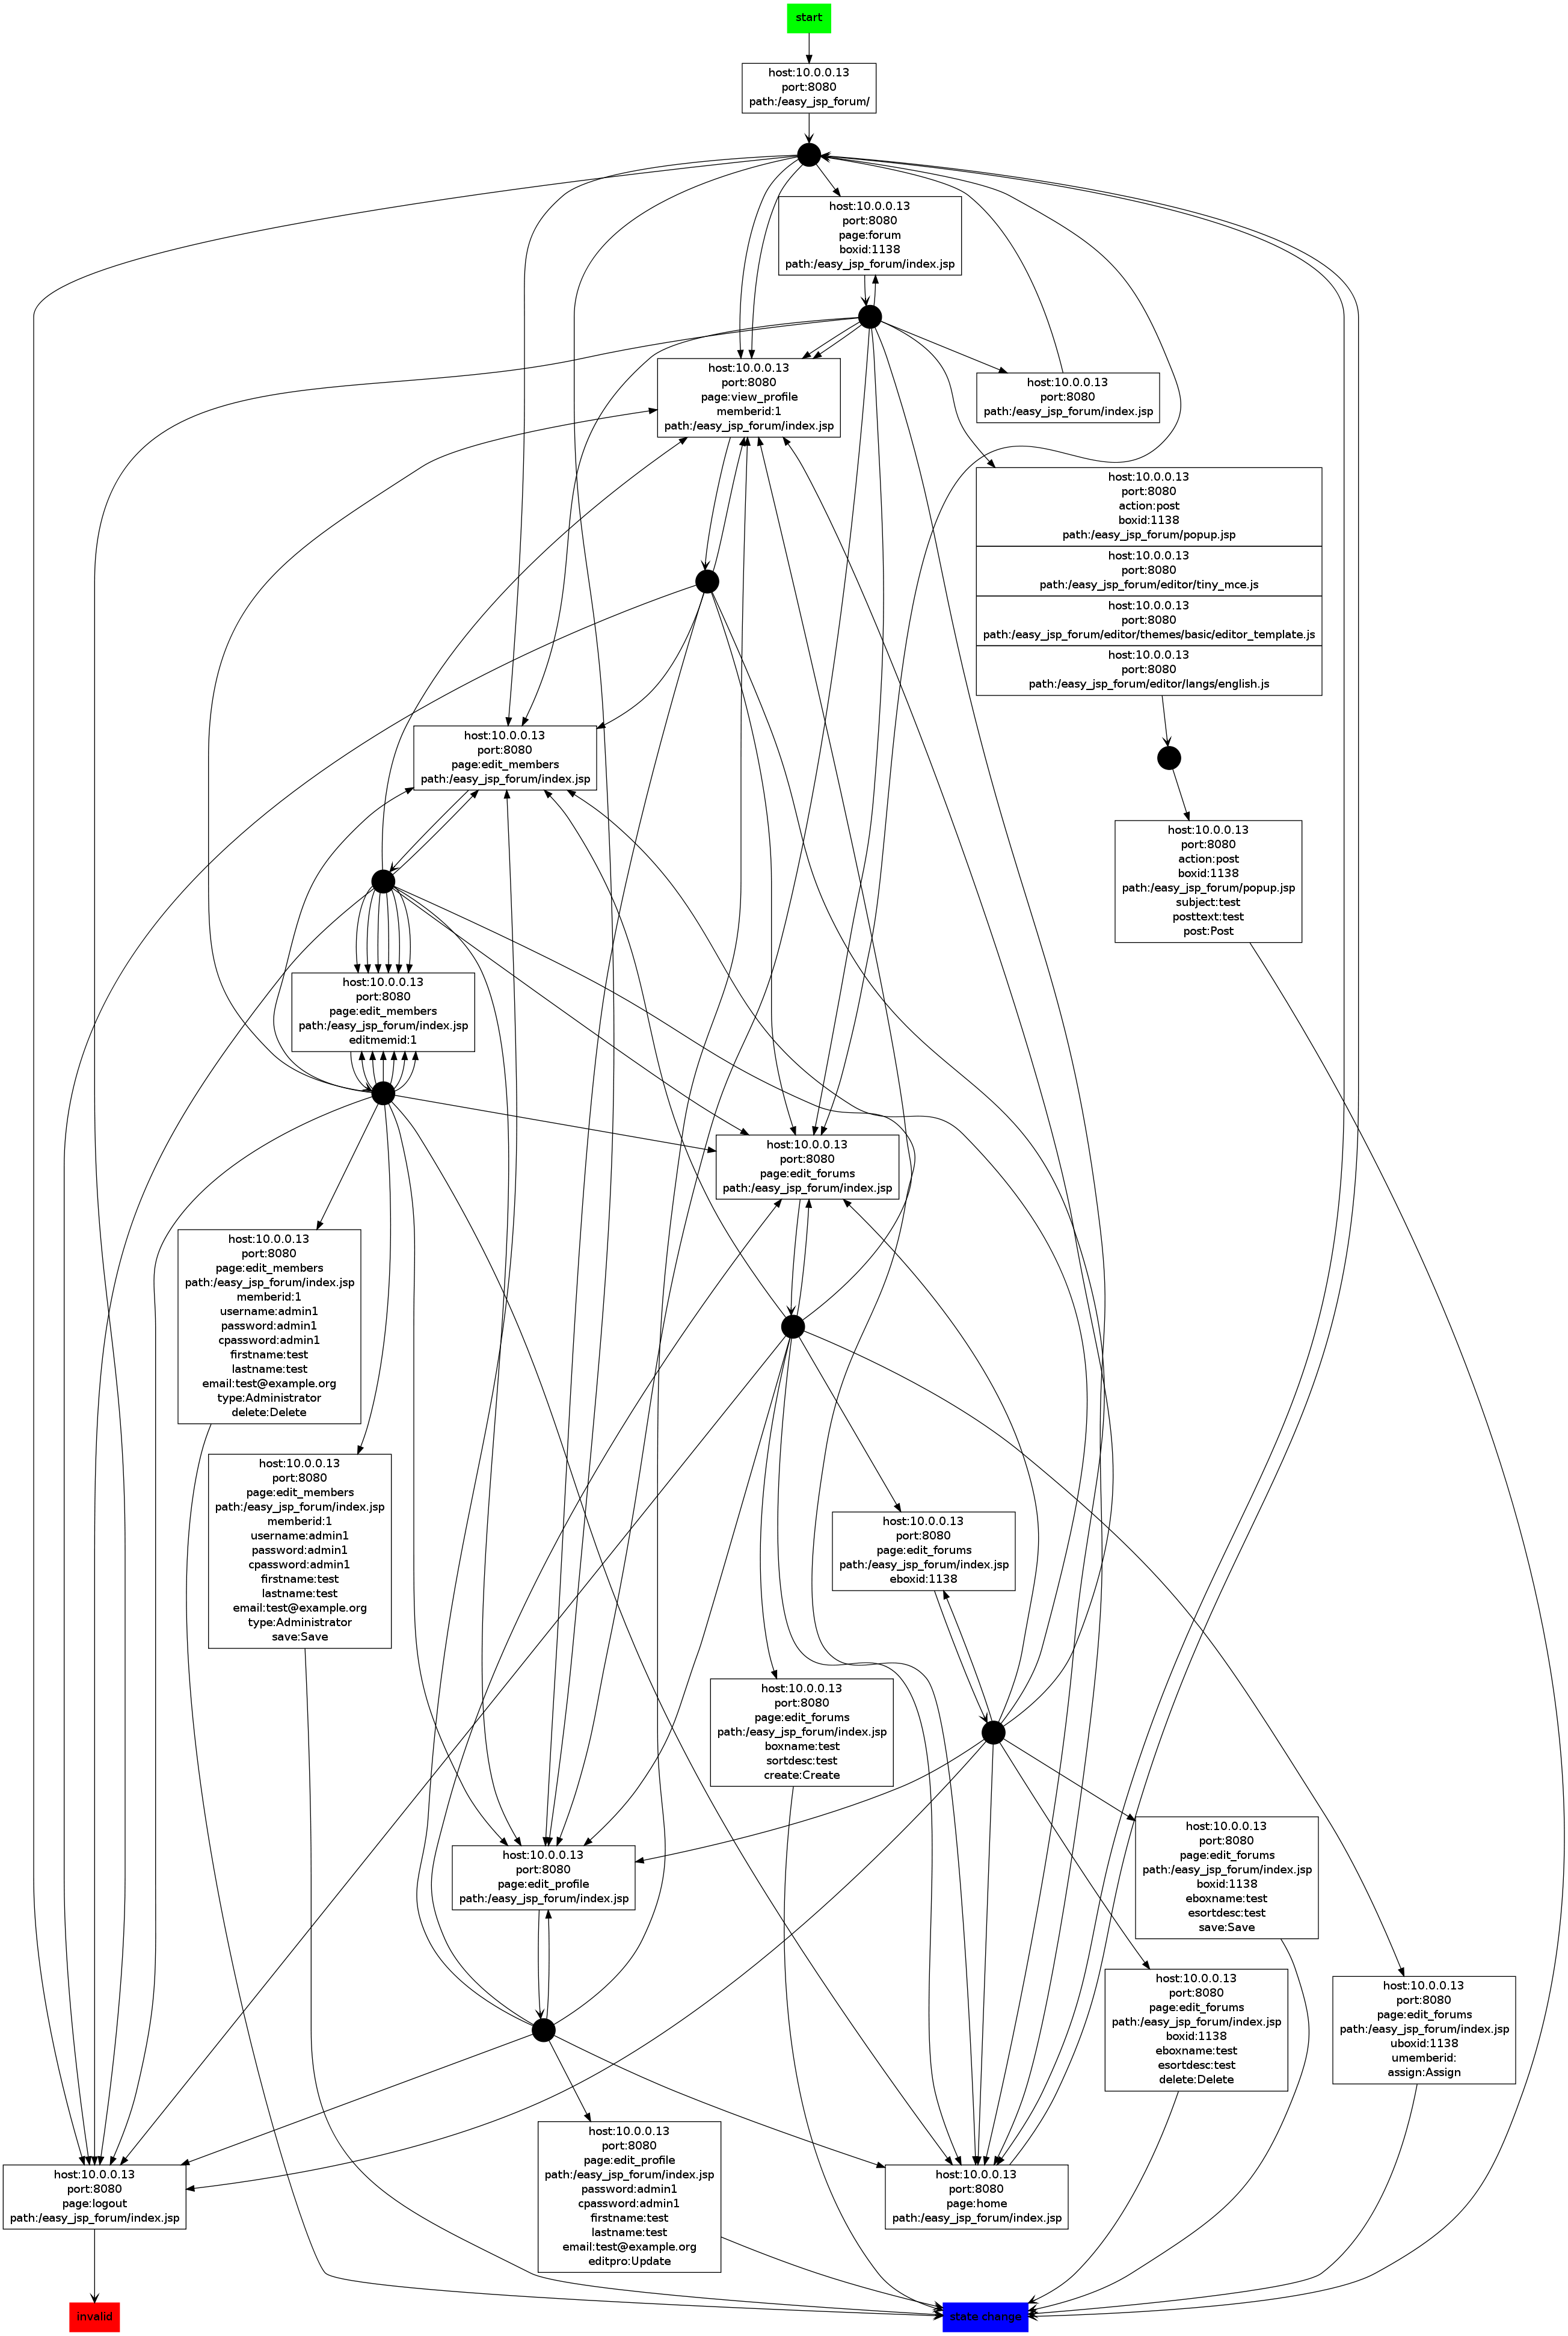 start
host:10.0.0.13
port:8080
path:/easy_jsp_forum/
host:10.0.0.13
port:8080
page:forum
boxid:1138
path:/easy_jsp_forum/index.jsp
host:10.0.0.13
port:8080
page:view_profile
memberid:1
path:/easy_jsp_forum/index.jsp
host:10.0.0.13
port:8080
path:/easy_jsp_forum/index.jsp
host:10.0.0.13
port:8080
action:post
boxid:1138
path:/easy_jsp_forum/popup.jsp
host:10.0.0.13
port:8080
path:/easy_jsp_forum/editor/tiny_mce.js
host:10.0.0.13
port:8080
path:/easy_jsp_forum/editor/themes/basic/editor_template.js
host:10.0.0.13
port:8080
path:/easy_jsp_forum/editor/langs/english.js
host:10.0.0.13
port:8080
page:edit_members
path:/easy_jsp_forum/index.jsp
host:10.0.0.13
port:8080
action:post
boxid:1138
path:/easy_jsp_forum/popup.jsp
subject:test
posttext:test
post:Post
host:10.0.0.13
port:8080
page:edit_members
path:/easy_jsp_forum/index.jsp
editmemid:1
host:10.0.0.13
port:8080
page:edit_forums
path:/easy_jsp_forum/index.jsp
host:10.0.0.13
port:8080
page:edit_members
path:/easy_jsp_forum/index.jsp
memberid:1
username:admin1
password:admin1
cpassword:admin1
firstname:test
lastname:test
email:test@example.org
type:Administrator
delete:Delete
host:10.0.0.13
port:8080
page:edit_members
path:/easy_jsp_forum/index.jsp
memberid:1
username:admin1
password:admin1
cpassword:admin1
firstname:test
lastname:test
email:test@example.org
type:Administrator
save:Save
host:10.0.0.13
port:8080
page:edit_forums
path:/easy_jsp_forum/index.jsp
eboxid:1138
host:10.0.0.13
port:8080
page:edit_forums
path:/easy_jsp_forum/index.jsp
boxname:test
sortdesc:test
create:Create
host:10.0.0.13
port:8080
page:edit_profile
path:/easy_jsp_forum/index.jsp
host:10.0.0.13
port:8080
page:edit_forums
path:/easy_jsp_forum/index.jsp
boxid:1138
eboxname:test
esortdesc:test
save:Save
host:10.0.0.13
port:8080
page:edit_forums
path:/easy_jsp_forum/index.jsp
boxid:1138
eboxname:test
esortdesc:test
delete:Delete
host:10.0.0.13
port:8080
page:edit_forums
path:/easy_jsp_forum/index.jsp
uboxid:1138
umemberid:
assign:Assign
host:10.0.0.13
port:8080
page:logout
path:/easy_jsp_forum/index.jsp
host:10.0.0.13
port:8080
page:edit_profile
path:/easy_jsp_forum/index.jsp
password:admin1
cpassword:admin1
firstname:test
lastname:test
email:test@example.org
editpro:Update
host:10.0.0.13
port:8080
page:home
path:/easy_jsp_forum/index.jsp
invalid
state change